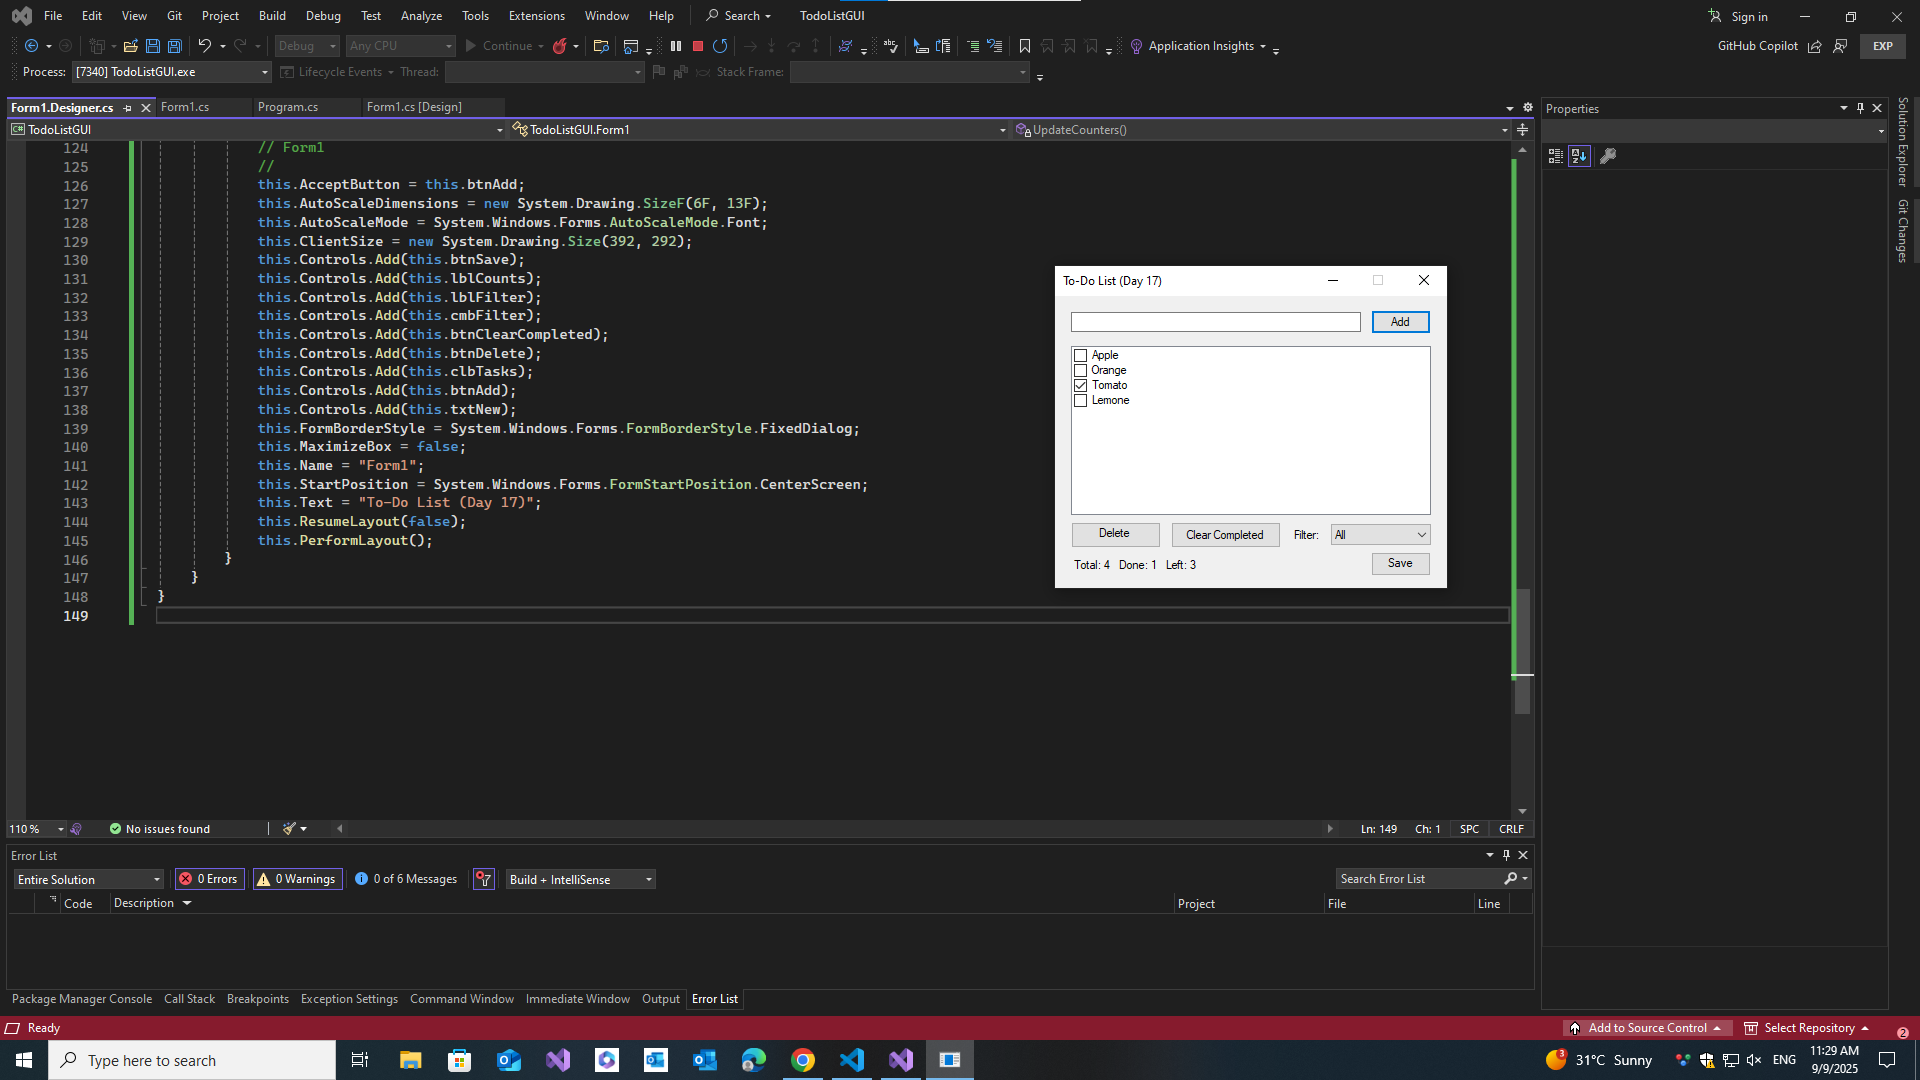 File Edit View Git Project Build Debug Test Analyze Tools Extensions Window Help Search TodoListGUI Sign in
Debug Any CPU Continue Application Insights GitHub Copilot EXP
Process: [7340] TodoListGUI.exe Lifecycle Events Thread: Stack Frame:
Form1.Designer.cs Form1.cs Program.cs Form1.cs [Design]
TodoListGUI TodoListGUI.Form1 UpdateCounters()
124 // Form1
125 //
126 this.AcceptButton = this.btnAdd;
127 this.AutoScaleDimensions = new System.Drawing.SizeF(6F, 13F);
128 this.AutoScaleMode = System.Windows.Forms.AutoScaleMode.Font;
129 this.ClientSize = new System.Drawing.Size(392, 292);
130 this.Controls.Add(this.btnSave);
131 this.Controls.Add(this.lblCounts);
132 this.Controls.Add(this.lblFilter);
133 this.Controls.Add(this.cmbFilter);
134 this.Controls.Add(this.btnClearCompleted);
135 this.Controls.Add(this.btnDelete);
136 this.Controls.Add(this.clbTasks);
137 this.Controls.Add(this.btnAdd);
138 this.Controls.Add(this.txtNew);
139 this.FormBorderStyle = System.Windows.Forms.FormBorderStyle.FixedDialog;
140 this.MaximizeBox = false;
141 this.Name = "Form1";
142 this.StartPosition = System.Windows.Forms.FormStartPosition.CenterScreen;
143 this.Text = "To-Do List (Day 17)";
144 this.ResumeLayout(false);
145 this.PerformLayout();
146 }
147 }
148 }
149
To-Do List (Day 17)
Add
Apple
Orange
Tomato
Lemone
Delete Clear Completed Filter: All
Total: 4 Done: 1 Left: 3 Save
Properties
Solution Explorer
Git Changes
110 % No issues found Ln: 149 Ch: 1 SPC CRLF
Error List
Entire Solution 0 Errors 0 Warnings 0 of 6 Messages Build + IntelliSense Search Error List
Code Description Project File Line
Package Manager Console Call Stack Breakpoints Exception Settings Command Window Immediate Window Output Error List
Ready Add to Source Control Select Repository 2
Type here to search 3 31°C Sunny ENG 11:29 AM
9/9/2025